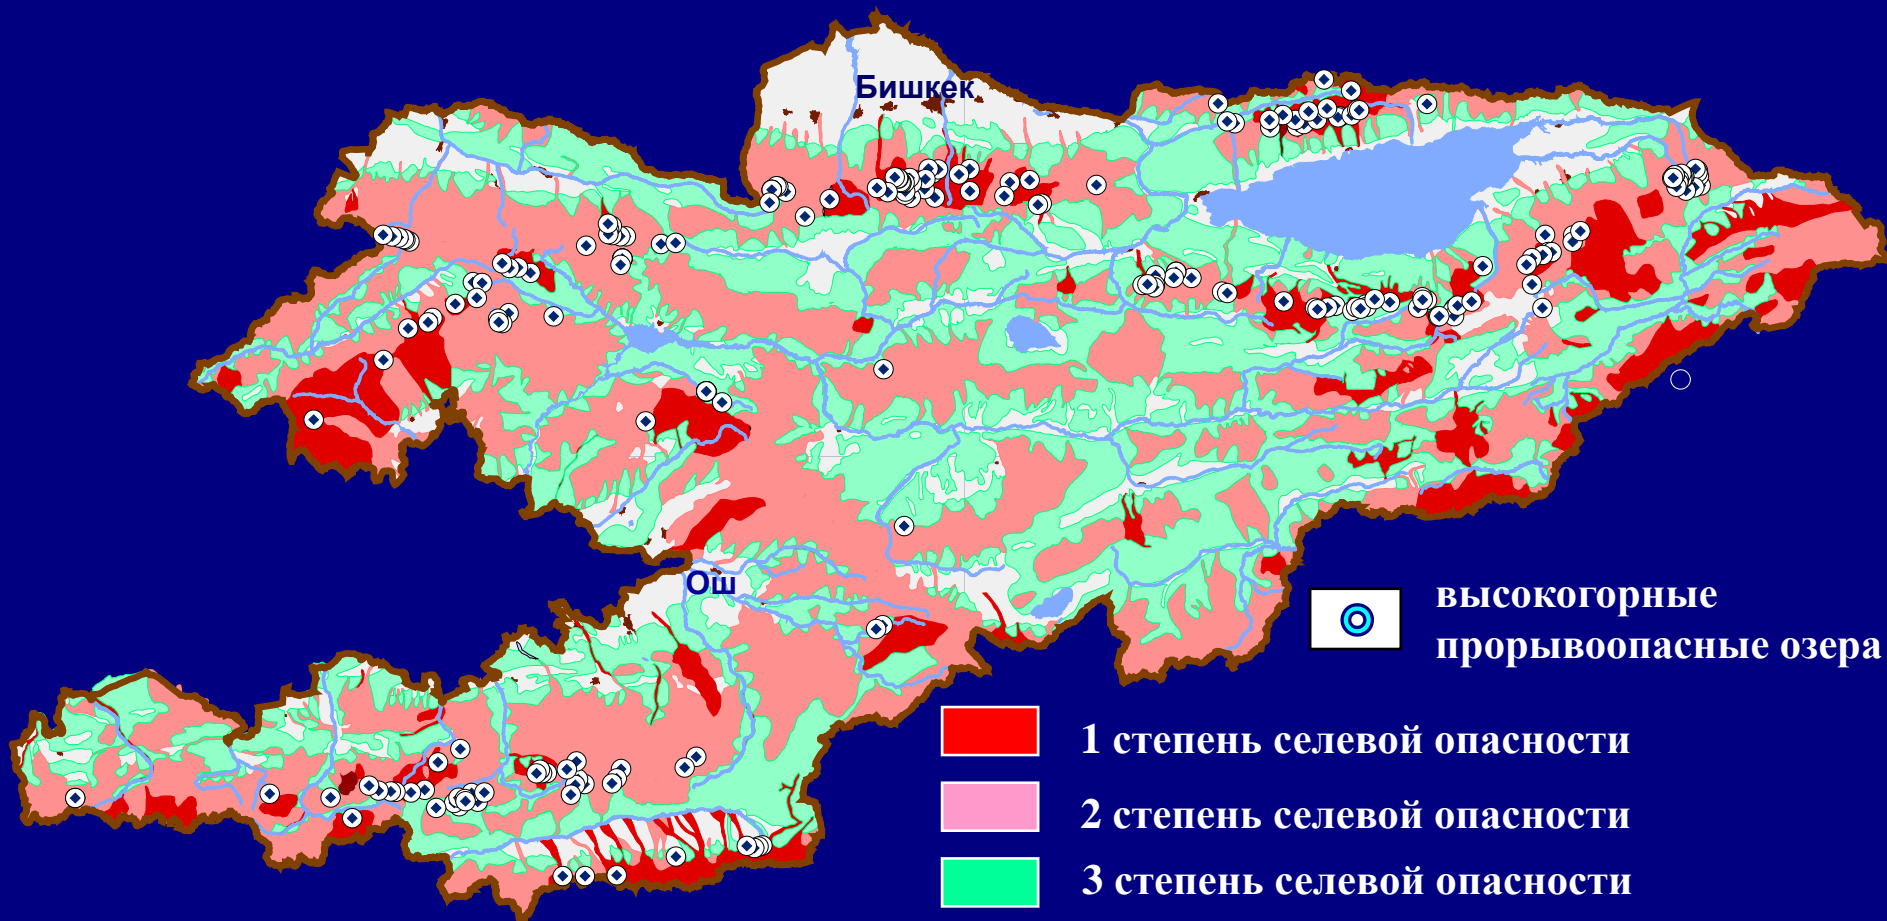 Бишкек
Ош
высокогорные
прорывоопасные озера
1 степень селевой опасности
2 степень селевой опасности
3 степень селевой опасности